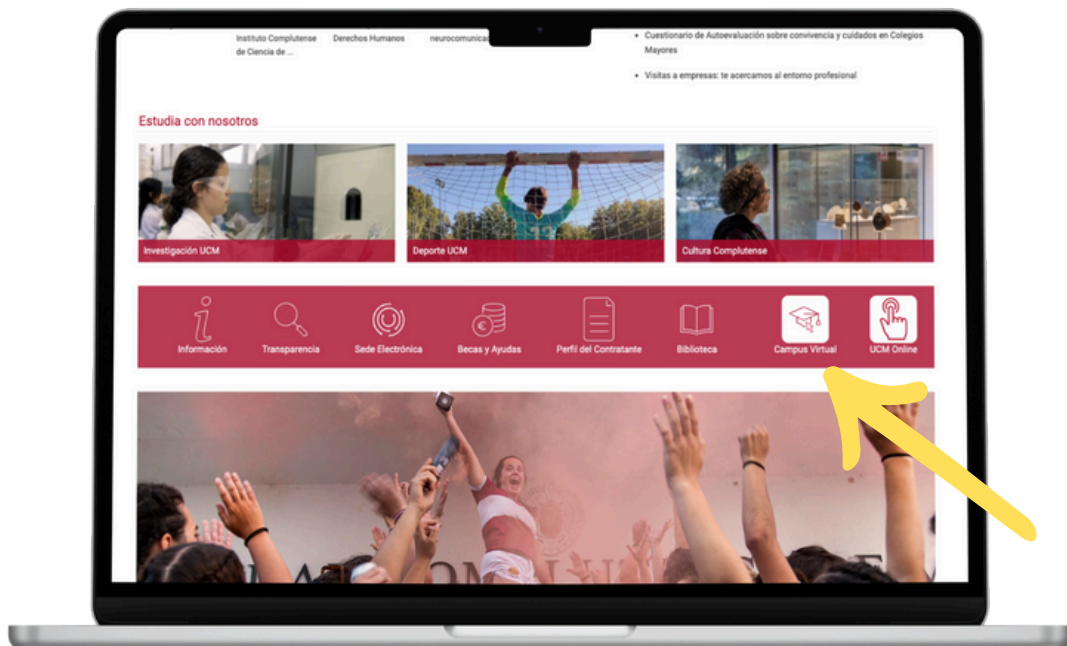 Instituto Complutense
de Ciencia de ...
Derechos Humanos
• Cuestionario de Autoevaluación sobre convivencia y cuidados en Colegios
Mayores
• Visitas a empresas: te acercamos al entorno profesional
Estudia con nosotros
Investigación UCM
Deporte UCM
Cultura Complutense
Información
Transparencia
Sede Electrónica
Becas y Ayudas
Perfil del Contratante
Biblioteca
Campus Virtual
UCM Online